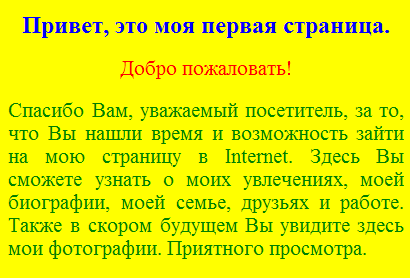 Привет, это моя первая страница.
Добро пожаловать!
Спасибо Вам, уважаемый посетитель, за то,
что Вы нашли время и возможность зайти
на мою страницу в Internet. Здесь Вы
сможете узнать о моих увлечениях, моей
биографии, моей семье, друзьях и работе.
Также в скором будущем Вы увидите здесь
мои фотографии. Приятного просмотра.